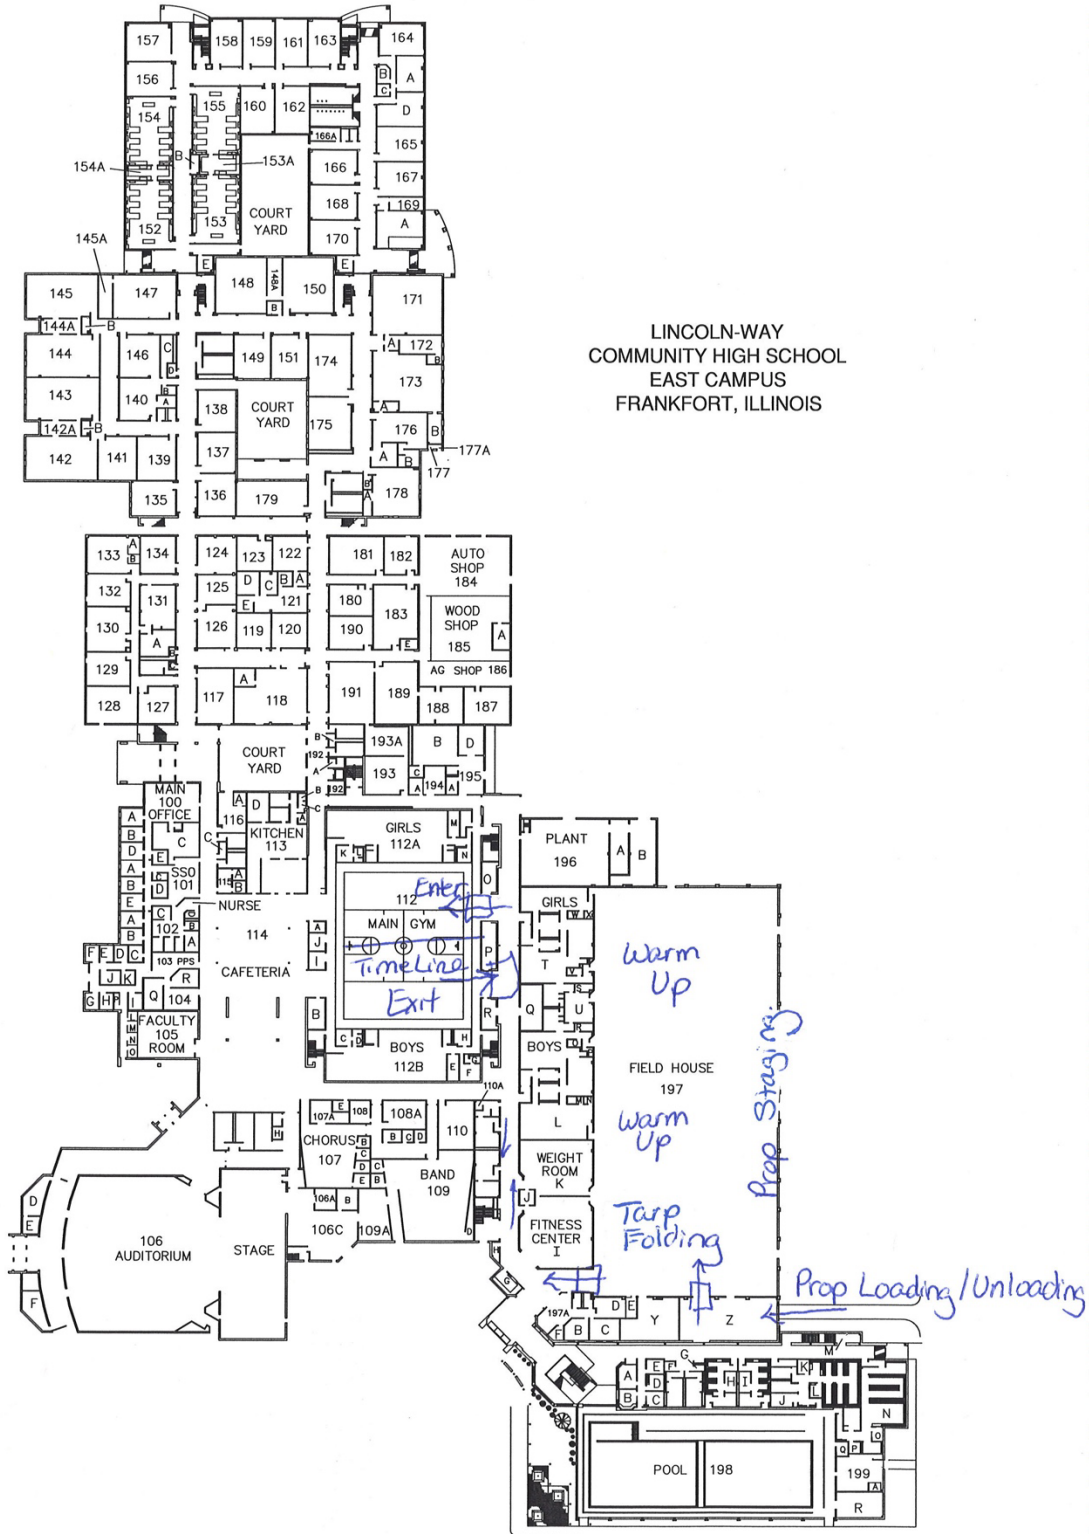 157
158
159
161
163
164
156
B
A
C
155
160
162
D
154
166A
165
B
153A
154A
166
167
168
169
152
153
COURT
YARD
A
170
145A
E
E
148
148A
150
171
145
147
B
144A
B
144
146
C
D
149
151
174
A
172
B
173
143
140
B
A
138
COURT
YARD
175
A
176
B
142A
B
177A
142
141
139
137
A
B
177
135
136
179
B
A
178
133
A
B
134
124
123
122
181
182
AUTO
SHOP
184
132
131
125
D
C
B
A
E
121
180
183
WOOD
SHOP
185
A
130
126
119
120
190
E
A
B
C
AG SHOP 186
129
117
A
118
191
189
188
187
128
127
COURT
YARD
B
192
A
193A
B
D
193
C
A
194
A
195
192
B
C
A
MAIN
100
OFFICE
C
E
A
B
D
A
B
E
A
B
116
A
D
KITCHEN
113
C
115
A
B
SSO
101
C
D
NURSE
C
102
B
A
103 PPS
R
Q
104
F
E
D
C
J
K
G
H
P
I
FACULTY
105
ROOM
M
N
O
114
CAFETERIA
A
J
I
B
GIRLS
112A
M
K
L
N
O
112
MAIN GYM
P
R
C
D
H
BOYS
112B
E
F
G
Enter
Time Line
Exit
PLANT
196
A
B
GIRLS
W
X
T
V
S
Q
U
R
BOYS
O
P
M
N
L
WEIGHT
ROOM
K
J
FITNESS
CENTER
I
FIELD HOUSE
197
Warm
Up
Warm
Up
Tarp
Folding
Prop Staging
Prop Loading/Unloading
110A
107A
E
108
108A
110
B
C
D
CHORUS
107
B
C
D
C
E
B
BAND
109
D
106A
B
106C
109A
H
H
G
D
E
F
106
AUDITORIUM
STAGE
197A
F
B
C
D
E
Y
Z
M
G
A
B
E
F
D
C
H
I
K
J
L
N
O
Q
P
199
A
R
POOL
198
LINCOLN-WAY
COMMUNITY HIGH SCHOOL
EAST CAMPUS
FRANKFORT, ILLINOIS